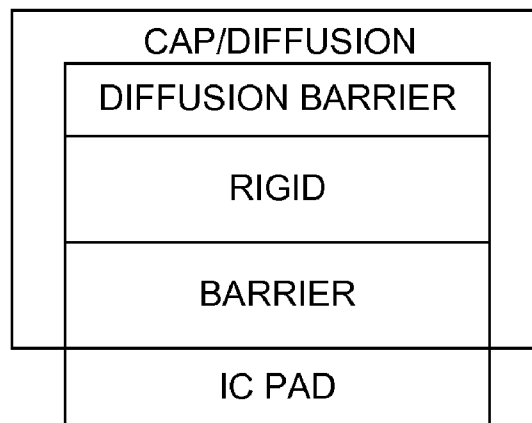 CAP/DIFFUSION
DIFFUSION BARRIER
RIGID
BARRIER
IC PAD